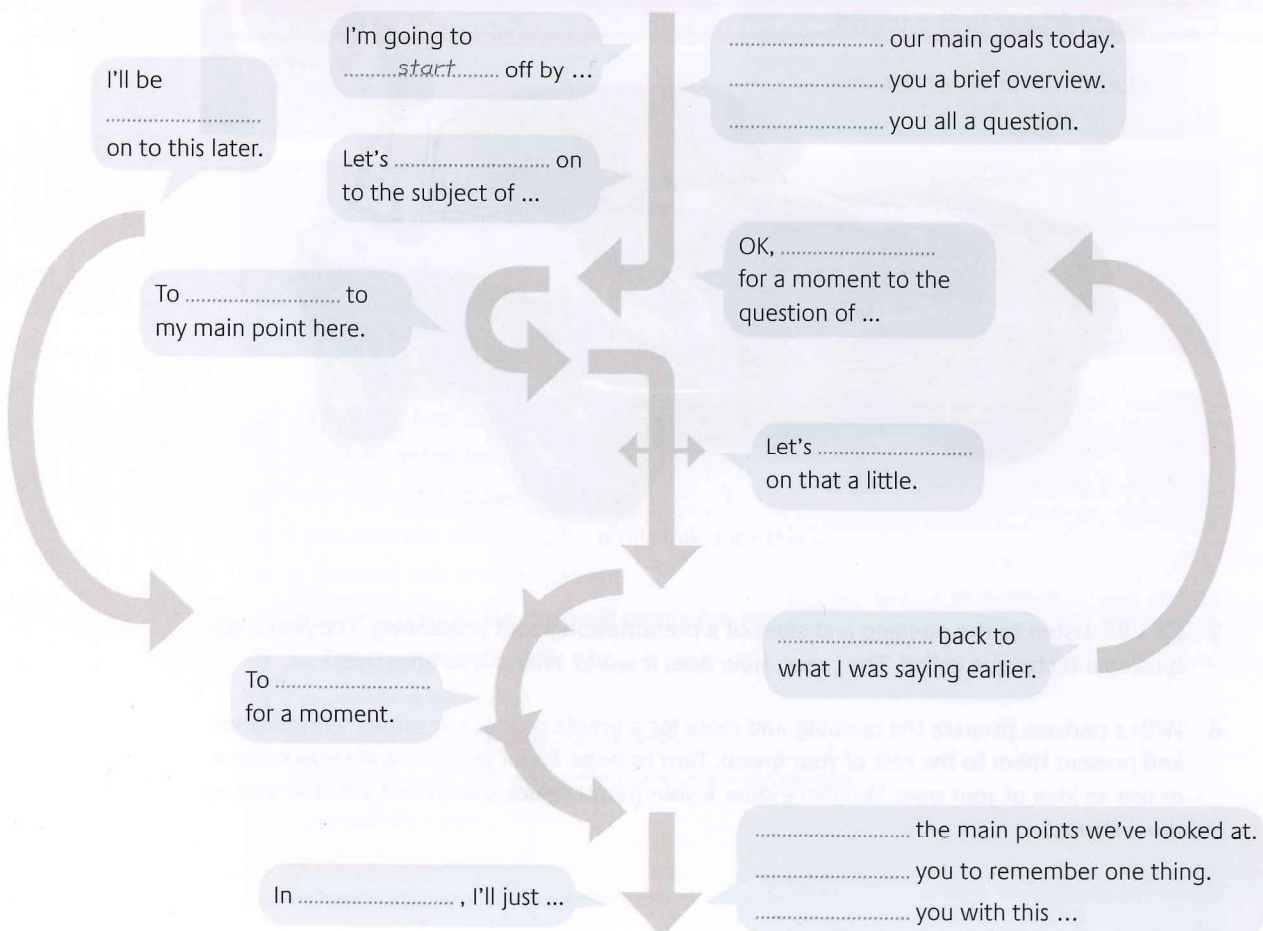 I'm going to
.......start....... off by ...
.............................. our main goals today.
.............................. you a brief overview.
.............................. you all a question.
I'll be
..............................
on to this later.
Let's .............................. on
to the subject of ...
OK, ..............................
for a moment to the
question of ...
To .............................. to
my main point here.
Let's ..............................
on that a little.
.............................. back to
what I was saying earlier.
To ..............................
for a moment.
.............................. the main points we've looked at.
.............................. you to remember one thing.
.............................. you with this ...
In .............................. , I'll just ...